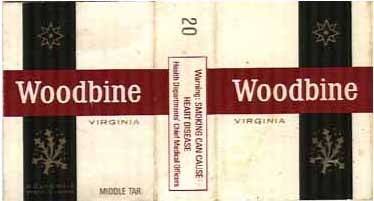 Woodbine
VIRGINIA
MIDDLE TAR
20
Warning: SMOKING CAN CAUSE
HEART DISEASE
Health Departments' Chief Medical Officers
Woodbine
VIRGINIA